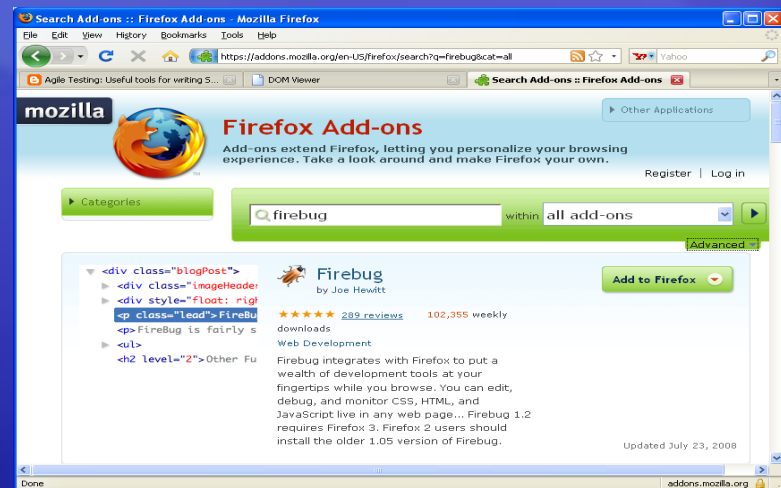 Search Add-ons :: Firefox Add-ons - Mozilla Firefox
File Edit View History Bookmarks Tools Help
https://addons.mozilla.org/en-US/firefox/search?q=firebug&cat=all
Yahoo
Agile Testing: Useful tools for writing S...
DOM Viewer
Search Add-ons :: Firefox Add-ons
mozilla
Other Applications
Firefox Add-ons
Add-ons extend Firefox, letting you personalize your browsing
experience. Take a look around and make Firefox your own.
Register | Log in
Categories
firebug within all add-ons
Advanced
<div class="blogPost">
<div class="imageHeader
<div style="float: righ
<p class="lead">FireBu
<p>FireBug is fairly s
<ul>
<h2 level="2">Other Fu
Firebug
by Joe Hewitt
Add to Firefox
289 reviews 102,355 weekly
downloads
Web Development
Firebug integrates with Firefox to put a
wealth of development tools at your
fingertips while you browse. You can edit,
debug, and monitor CSS, HTML, and
JavaScript live in any web page... Firebug 1.2
requires Firefox 3. Firefox 2 users should
install the older 1.05 version of Firebug.
Updated July 23, 2008
Done
addons.mozilla.org